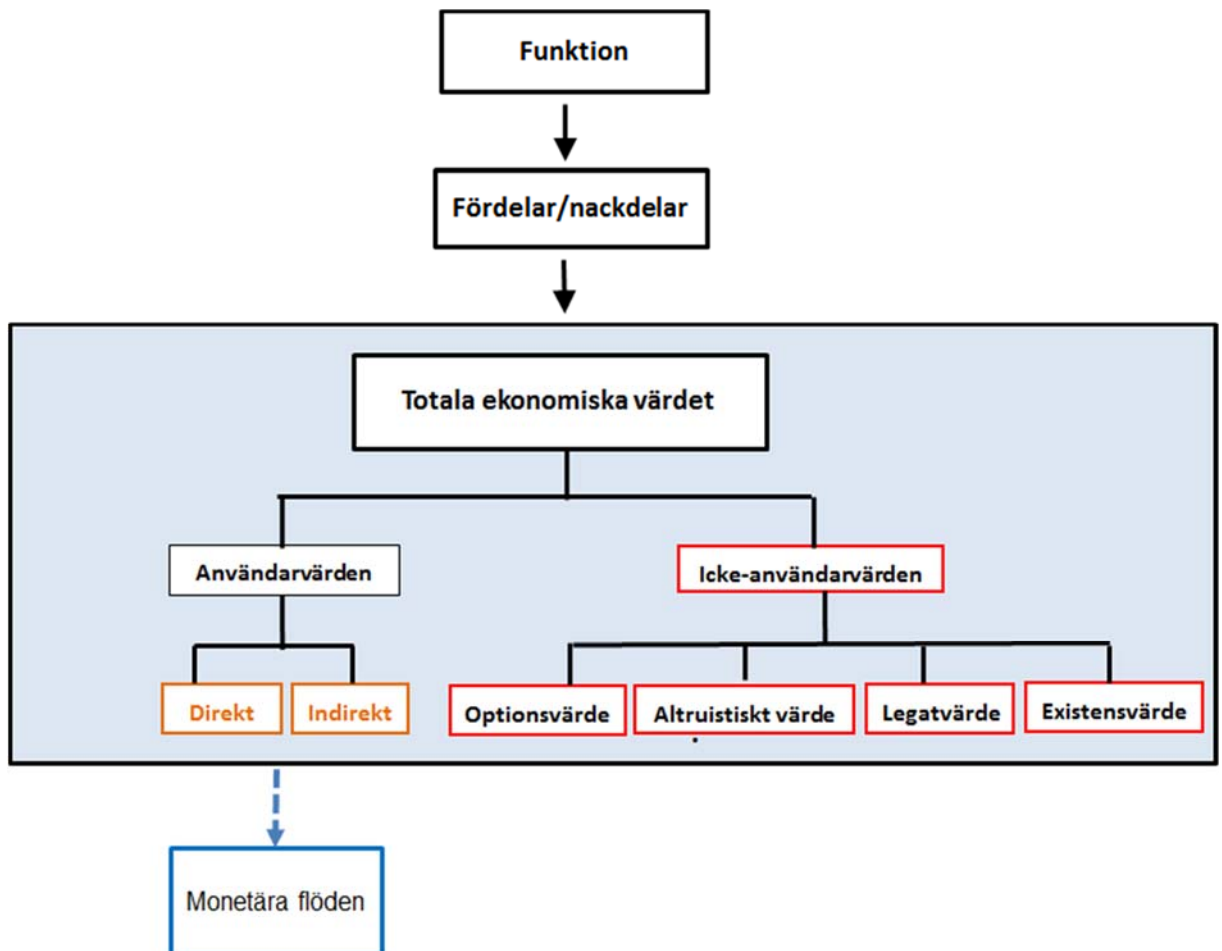 Funktion
Fördelar/nackdelar
Totala ekonomiska värdet
Användarvärden
Icke-användarvärden
Direkt
Indirekt
Optionsvärde
Altruistiskt värde
Legatvärde
Existensvärde
Monetära flöden